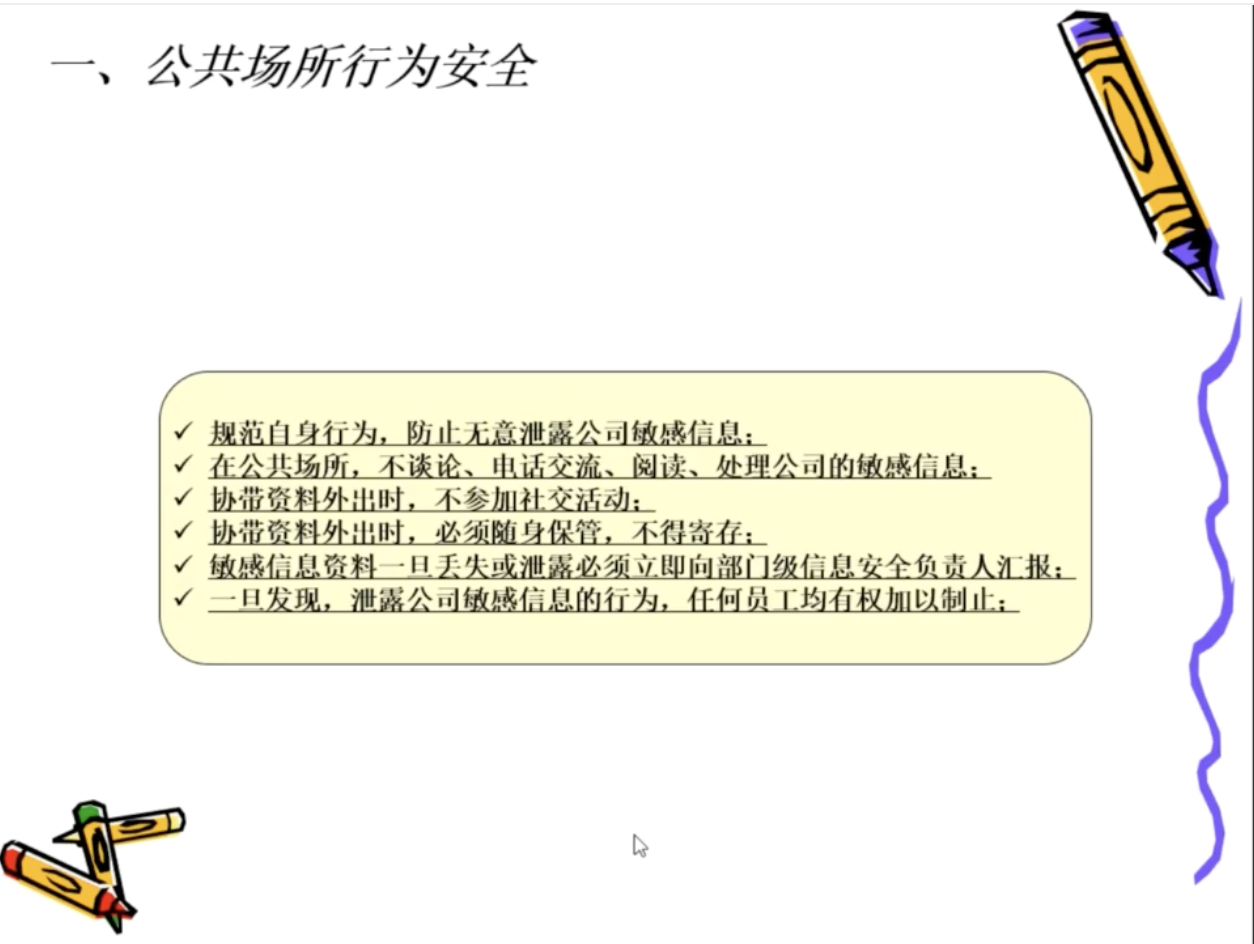 一、公共场所行为安全
规范自身行为，防止无意泄露公司敏感信息；
在公共场所，不谈论、电话交流、阅读、处理公司的敏感信息；
协带资料外出时，不参加社交活动；
协带资料外出时，必须随身保管，不得寄存；
敏感信息资料一旦丢失或泄露必须立即向部门级信息安全负责人汇报；
一旦发现，泄露公司敏感信息的行为，任何员工均有权加以制止；